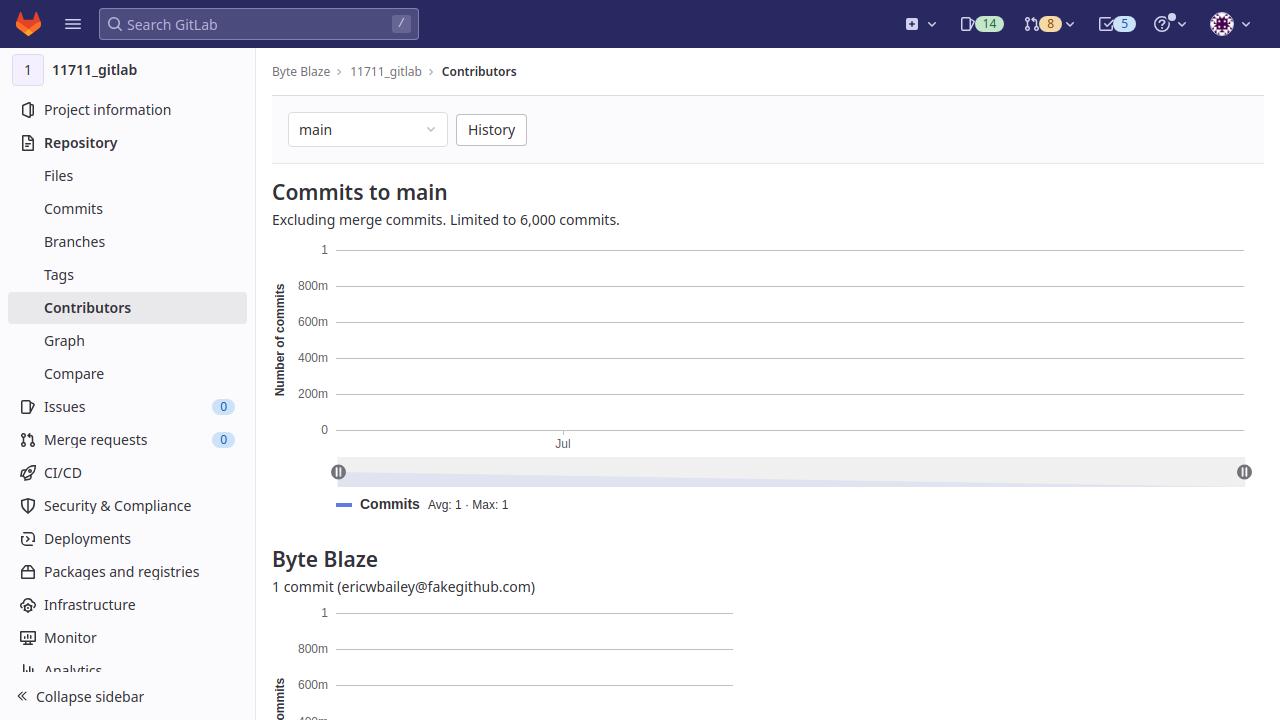 Search GitLab
/
14
8
5
1
11711_gitlab
Project information
Repository
Files
Commits
Branches
Tags
Contributors
Graph
Compare
Issues
0
Merge requests
0
CI/CD
Security & Compliance
Deployments
Packages and registries
Infrastructure
Monitor
Analytics
Collapse sidebar
Byte Blaze
11711_gitlab
Contributors
main
History
Commits to main
Excluding merge commits. Limited to 6,000 commits.
1
800m
600m
400m
200m
0
Number of commits
Jul
Commits Avg: 1 · Max: 1
Byte Blaze
1 commit (ericwbailey@fakegithub.com)
1
800m
600m
400m
ommits